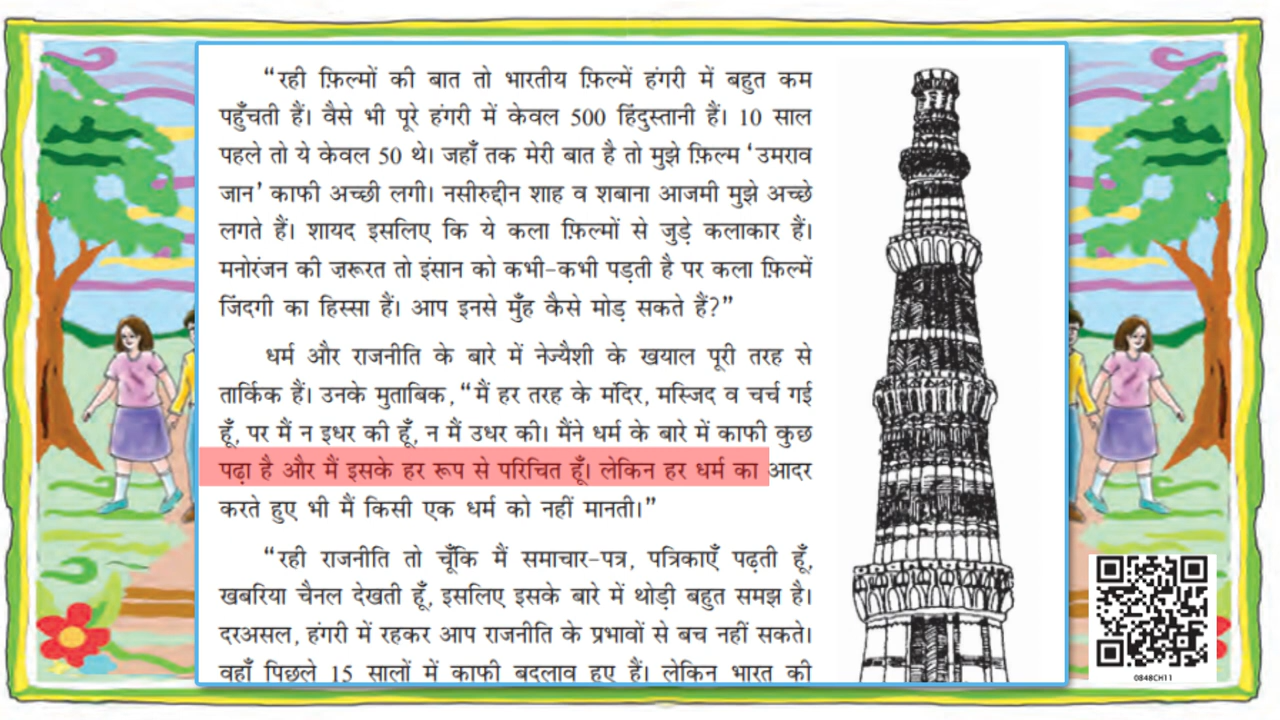 “रही फ़िल्मों की बात तो भारतीय फ़िल्में हंगरी में बहुत कम
पहुँचती हैं। वैसे भी पूरे हंगरी में केवल 500 हिंदुस्तानी हैं। 10 साल
पहले तो ये केवल 50 थे। जहाँ तक मेरी बात है तो मुझे फ़िल्म ‘उमराव
जान’ काफी अच्छी लगी। नसीरुद्दीन शाह व शबाना आजमी मुझे अच्छे
लगते हैं। शायद इसलिए कि ये कला फ़िल्मों से जुड़े कलाकार हैं।
मनोरंजन की ज़रूरत तो इंसान को कभी-कभी पड़ती है पर कला फ़िल्में
जिंदगी का हिस्सा हैं। आप इनसे मुँह कैसे मोड़ सकते हैं?”
धर्म और राजनीति के बारे में नेज्यैशी के खयाल पूरी तरह से
तार्किक हैं। उनके मुताबिक, “मैं हर तरह के मंदिर, मस्जिद व चर्च गई
हूँ, पर मैं न इधर की हूँ, न मैं उधर की। मैंने धर्म के बारे में काफी कुछ
पढ़ा है और मैं इसके हर रूप से परिचित हूँ। लेकिन हर धर्म का आदर
करते हुए भी मैं किसी एक धर्म को नहीं मानती।”
“रही राजनीति तो चूँकि मैं समाचार-पत्र, पत्रिकाएँ पढ़ती हूँ,
खबरिया चैनल देखती हूँ, इसलिए इसके बारे में थोड़ी बहुत समझ है।
दरअसल, हंगरी में रहकर आप राजनीति के प्रभावों से बच नहीं सकते।
वहाँ पिछले 15 सालों में काफी बदलाव हुए हैं। लेकिन भारत की
0848CH11